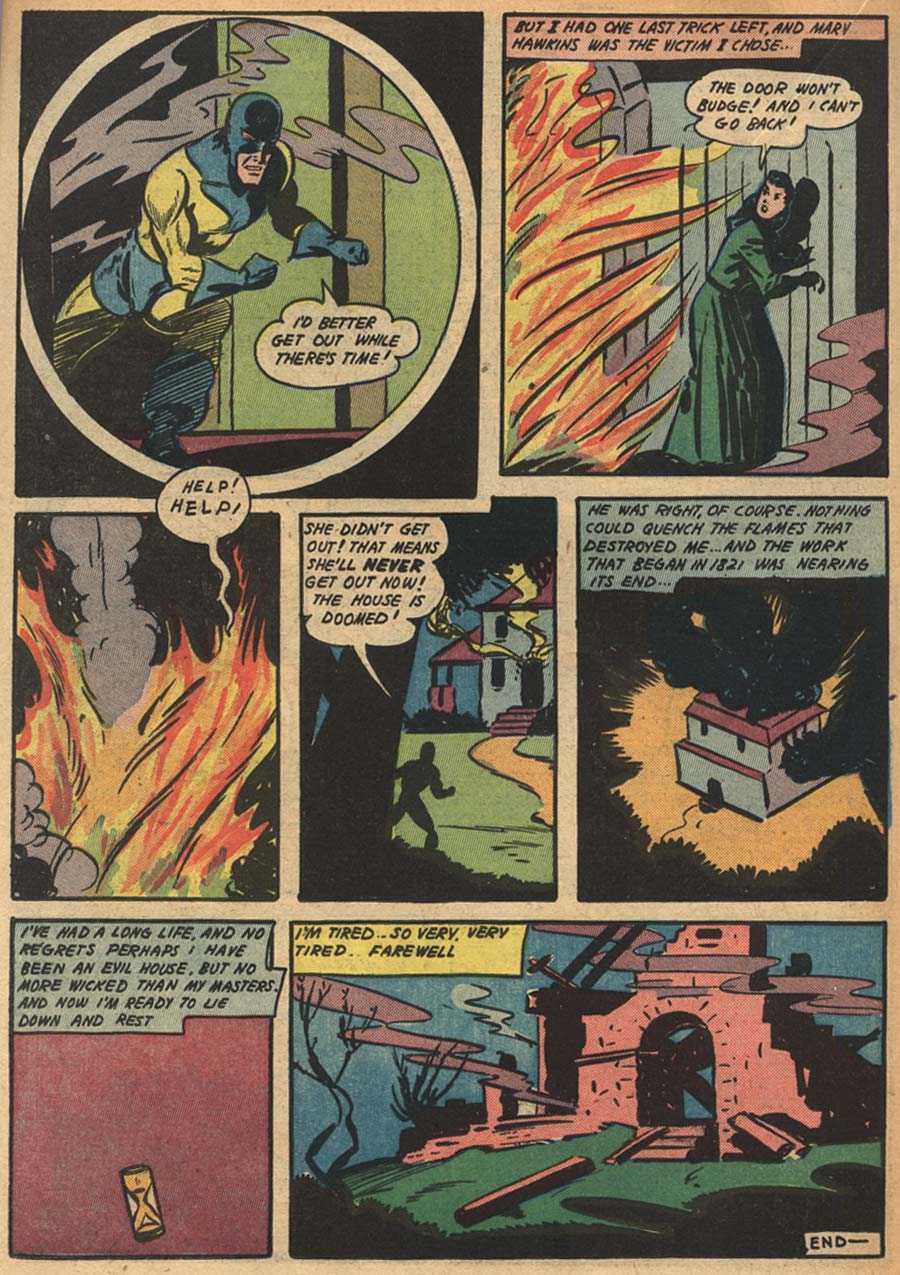 I'D BETTER
GET OUT WHILE
THERE'S TIME!
BUT I HAD ONE LAST TRICK LEFT, AND MARY
HAWKINS WAS THE VICTIM I CHOSE...
THE DOOR WON'T
BUDGE! AND I CAN'T
GO BACK!
HELP!
HELP!
SHE DIDN'T GET
OUT! THAT MEANS
SHE'LL NEVER
GET OUT NOW!
THE HOUSE IS
DOOMED!
HE WAS RIGHT, OF COURSE. NOTHING
COULD QUENCH THE FLAMES THAT
DESTROYED ME... AND THE WORK
THAT BEGAN IN 1821 WAS NEARING
ITS END...
I'VE HAD A LONG LIFE, AND NO
REGRETS PERHAPS I HAVE
BEEN AN EVIL HOUSE, BUT NO
MORE WICKED THAN MY MASTERS.
AND NOW I'M READY TO LIE
DOWN AND REST
I'M TIRED... SO VERY, VERY
TIRED.. FAREWELL
END—